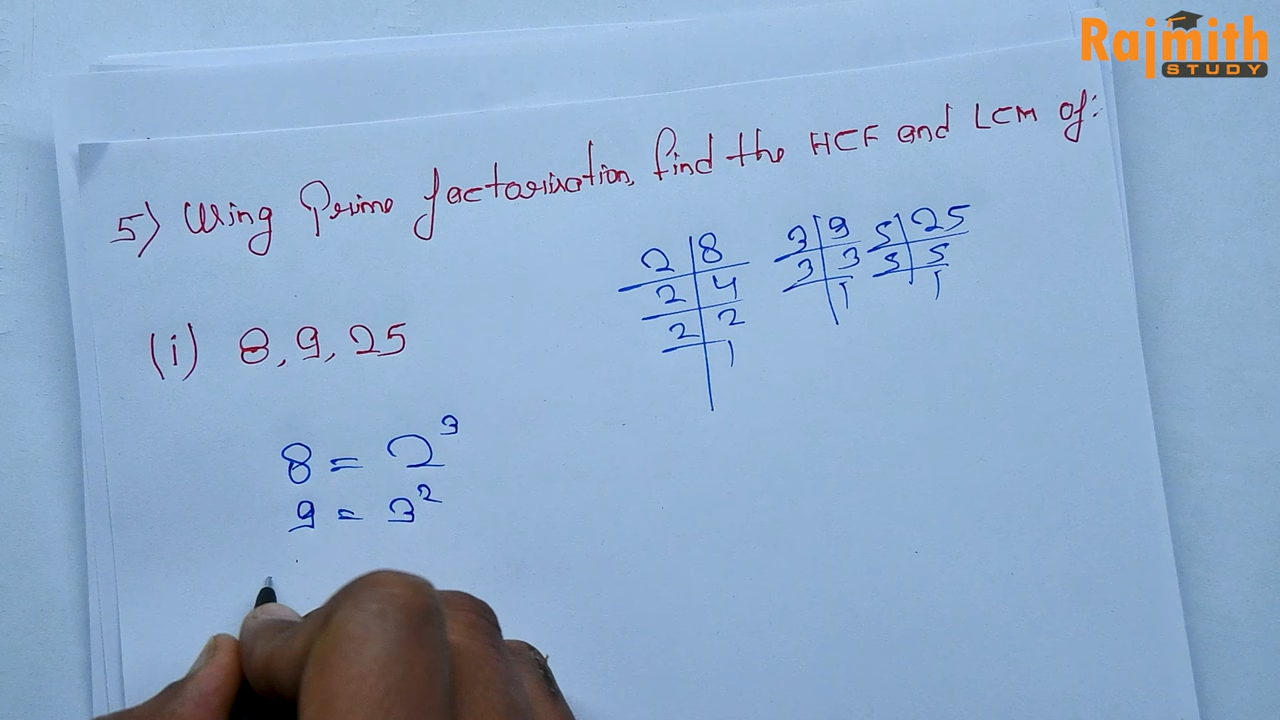 Rajmith
STUDY
5) Using Prime factorisation, find the HCF and LCM of:
(i) 8, 9, 25
2 | 8
2 | 4
2 | 2
1
3 | 9
3 | 3
1
5 | 25
5 | 5
1
8 = 2³
9 = 3²